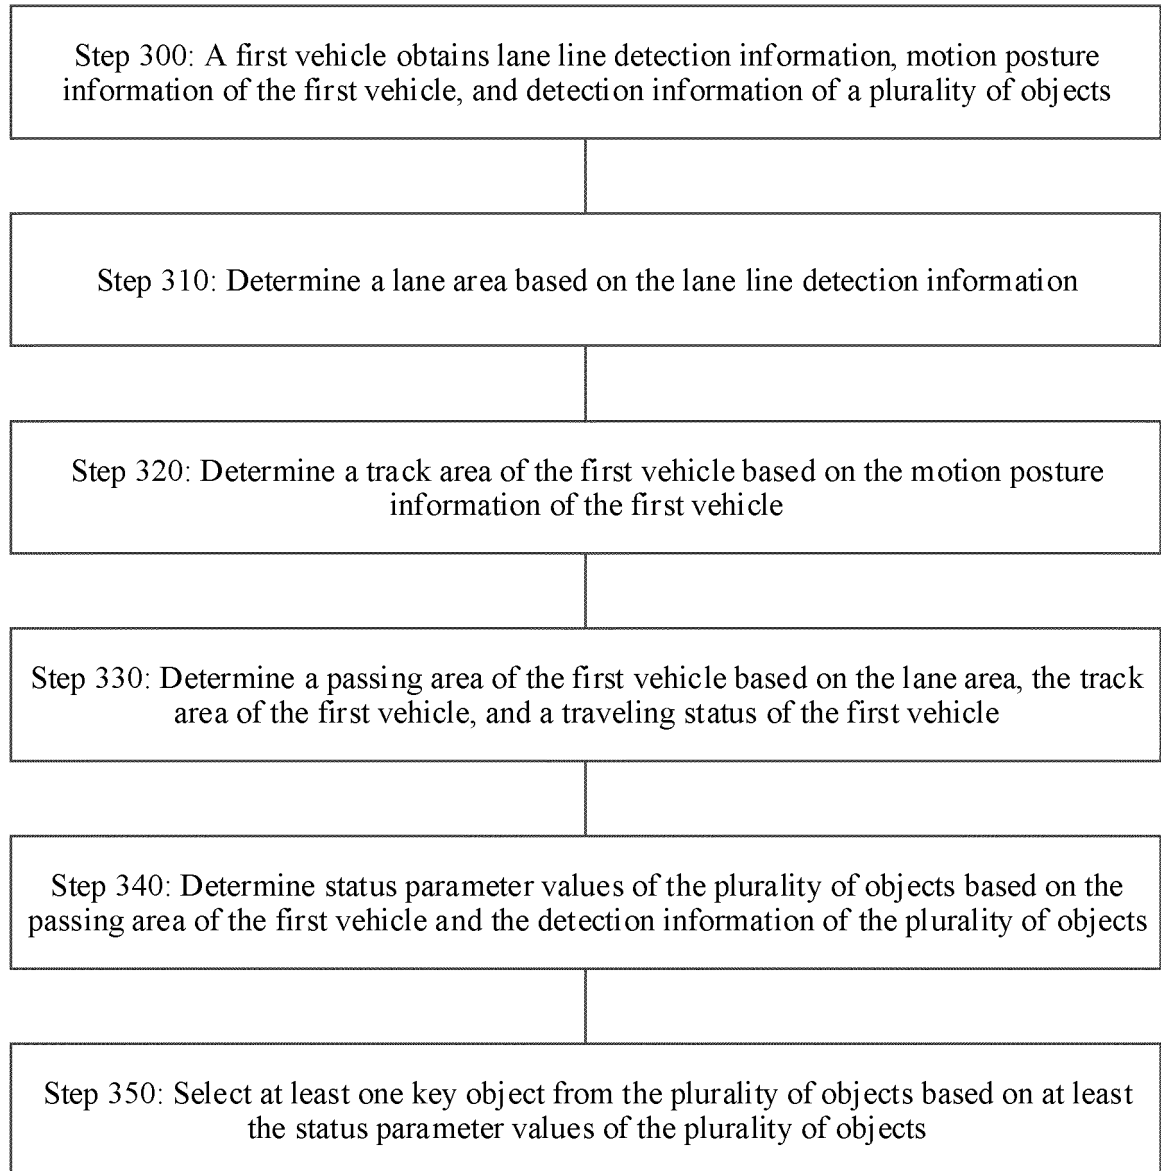 Step 300: A first vehicle obtains lane line detection information, motion posture
information of the first vehicle, and detection information of a plurality of objects
Step 310: Determine a lane area based on the lane line detection information
Step 320: Determine a track area of the first vehicle based on the motion posture
information of the first vehicle
Step 330: Determine a passing area of the first vehicle based on the lane area, the track
area of the first vehicle, and a traveling status of the first vehicle
Step 340: Determine status parameter values of the plurality of objects based on the
passing area of the first vehicle and the detection information of the plurality of objects
Step 350: Select at least one key object from the plurality of objects based on at least
the status parameter values of the plurality of objects